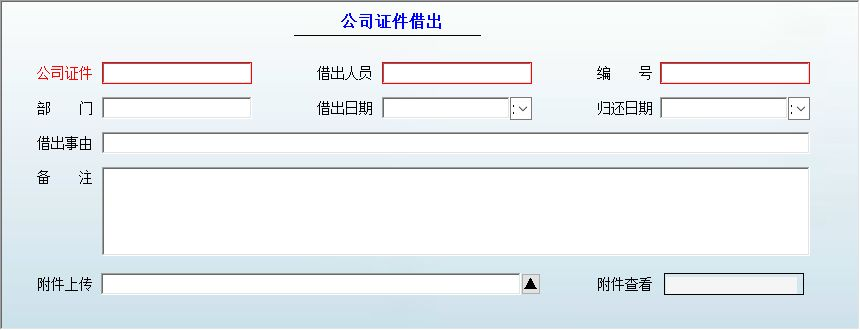 公司证件借出
公司证件 借出人员 编 号
部 门 借出日期 归还日期
借出事由
备 注
附件上传 附件查看